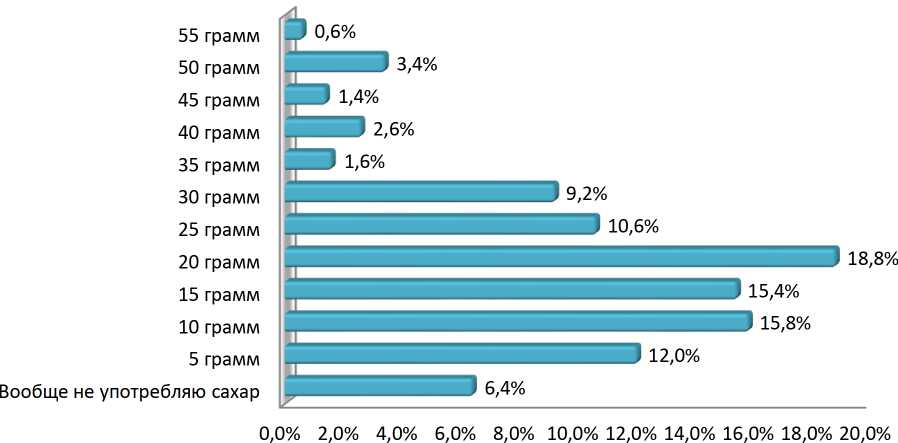 55 грамм 0,6%
50 грамм 3,4%
45 грамм 1,4%
40 грамм 2,6%
35 грамм 1,6%
30 грамм 9,2%
25 грамм 10,6%
20 грамм 18,8%
15 грамм 15,4%
10 грамм 15,8%
5 грамм 12,0%
Вообще не употребляю сахар 6,4%
0,0% 2,0% 4,0% 6,0% 8,0% 10,0% 12,0% 14,0% 16,0% 18,0% 20,0%